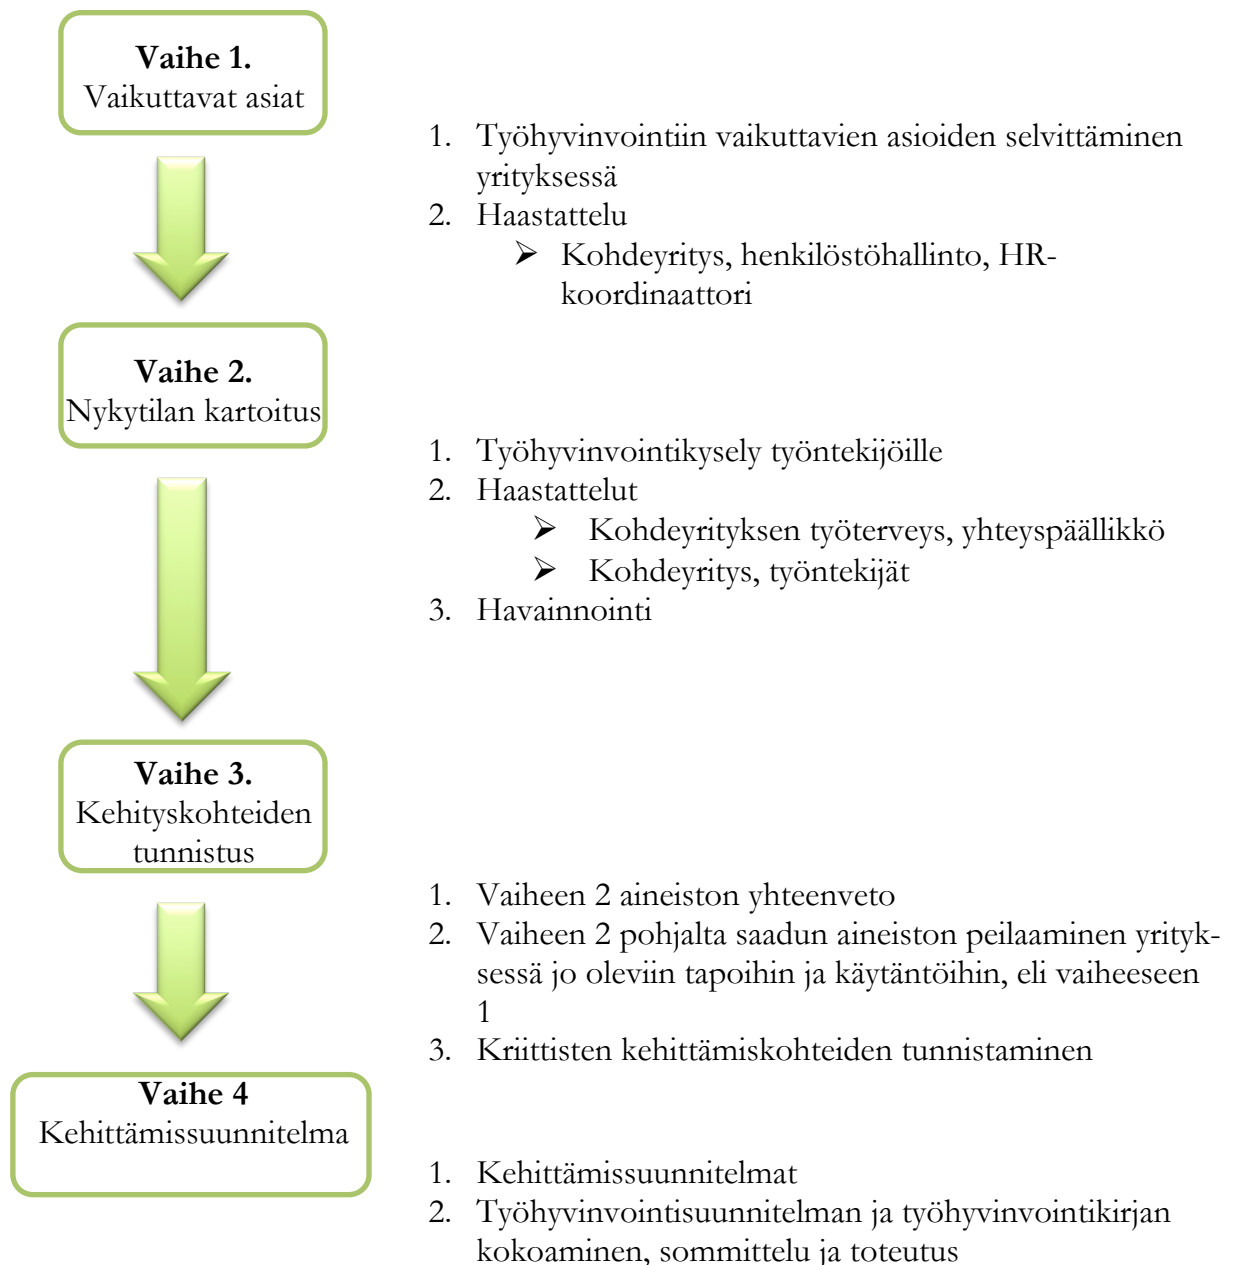 Vaihe 1.
Vaikuttavat asiat
1. Työhyvinvointiin vaikuttavien asioiden selvittäminen
yrityksessä
2. Haastattelu
➢ Kohdeyritys, henkilöstöhallinto, HR-
koordinaattori
Vaihe 2.
Nykytilan kartoitus
1. Työhyvinvointikysely työntekijöille
2. Haastattelut
➢ Kohdeyrityksen työterveys, yhteyspäällikkö
➢ Kohdeyritys, työntekijät
3. Havainnointi
Vaihe 3.
Kehityskohteiden
tunnistus
1. Vaiheen 2 aineiston yhteenveto
2. Vaiheen 2 pohjalta saadun aineiston peilaaminen yrityk-
sessä jo oleviin tapoihin ja käytäntöihin, eli vaiheeseen
1
3. Kriittisten kehittämiskohteiden tunnistaminen
Vaihe 4
Kehittämissuunnitelma
1. Kehittämissuunnitelmat
2. Työhyvinvointisuunnitelman ja työhyvinvointikirjan
kokoaminen, sommittelu ja toteutus